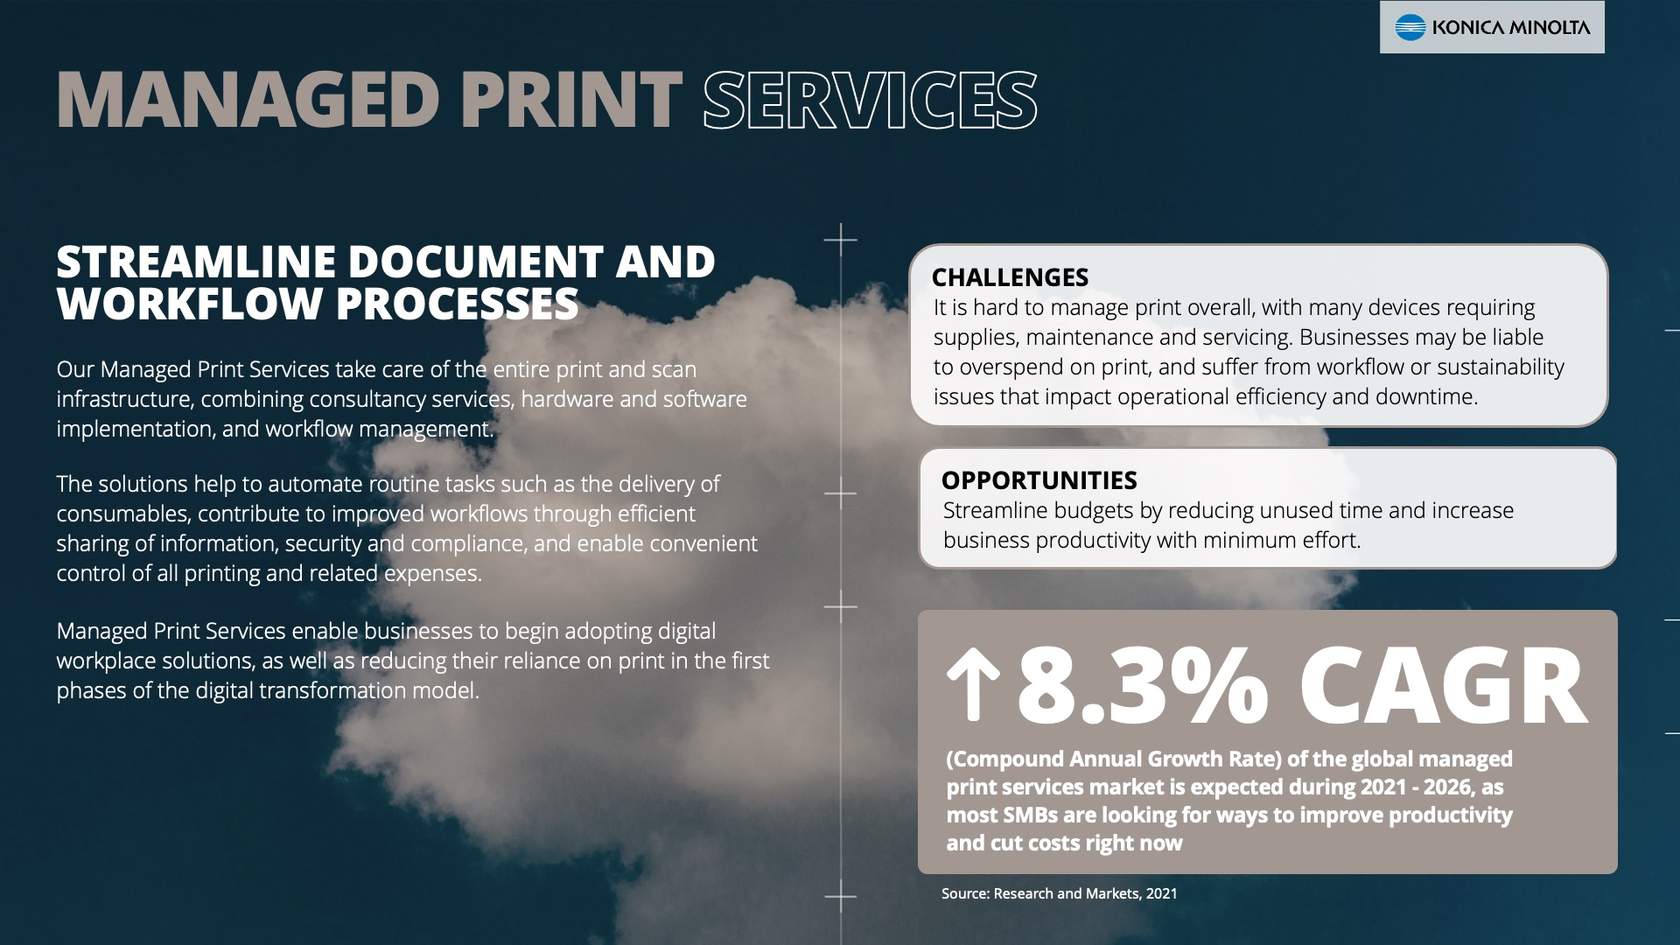 KONICA MINOLTA
MANAGED PRINT SERVICES
STREAMLINE DOCUMENT AND
WORKFLOW PROCESSES
Our Managed Print Services take care of the entire print and scan
infrastructure, combining consultancy services, hardware and software
implementation, and workflow management.
The solutions help to automate routine tasks such as the delivery of
consumables, contribute to improved workflows through efficient
sharing of information, security and compliance, and enable convenient
control of all printing and related expenses.
Managed Print Services enable businesses to begin adopting digital
workplace solutions, as well as reducing their reliance on print in the first
phases of the digital transformation model.
CHALLENGES
It is hard to manage print overall, with many devices requiring
supplies, maintenance and servicing. Businesses may be liable
to overspend on print, and suffer from workflow or sustainability
issues that impact operational efficiency and downtime.
OPPORTUNITIES
Streamline budgets by reducing unused time and increase
business productivity with minimum effort.
↑8.3% CAGR
(Compound Annual Growth Rate) of the global managed
print services market is expected during 2021 - 2026, as
most SMBs are looking for ways to improve productivity
and cut costs right now
Source: Research and Markets, 2021